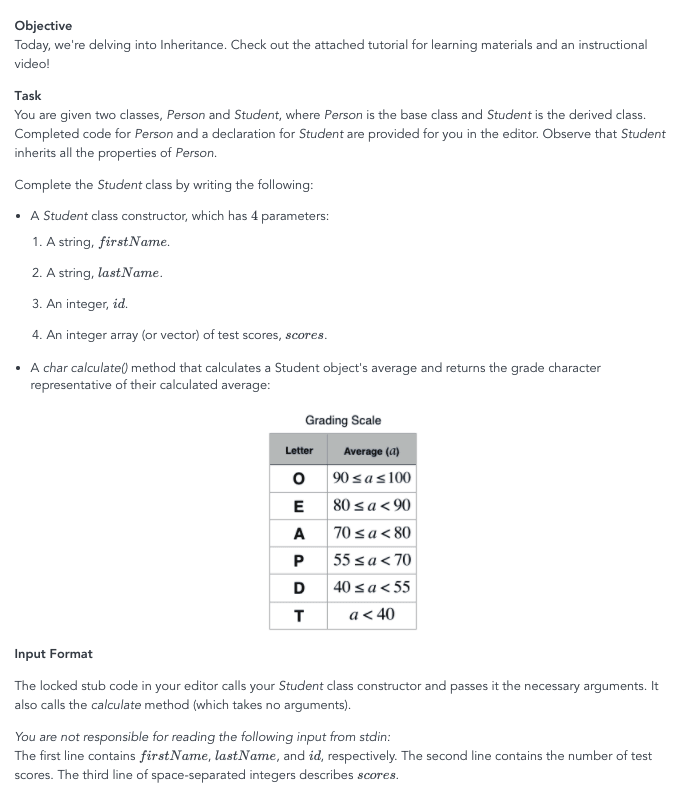 Objective
Today, we're delving into Inheritance. Check out the attached tutorial for learning materials and an instructional
video!
Task
You are given two classes, Person and Student, where Person is the base class and Student is the derived class.
Completed code for Person and a declaration for Student are provided for you in the editor. Observe that Student
inherits all the properties of Person.
Complete the Student class by writing the following:
• A Student class constructor, which has 4 parameters:
1. A string, firstName.
2. A string, lastName.
3. An integer, id.
4. An integer array (or vector) of test scores, scores.
• A char calculate() method that calculates a Student object's average and returns the grade character
representative of their calculated average:
Grading Scale
Letter Average (a)
O 90 ≤ a ≤ 100
E 80 ≤ a < 90
A 70 ≤ a < 80
P 55 ≤ a < 70
D 40 ≤ a < 55
T a < 40
Input Format
The locked stub code in your editor calls your Student class constructor and passes it the necessary arguments. It
also calls the calculate method (which takes no arguments).
You are not responsible for reading the following input from stdin:
The first line contains firstName, lastName, and id, respectively. The second line contains the number of test
scores. The third line of space-separated integers describes scores.